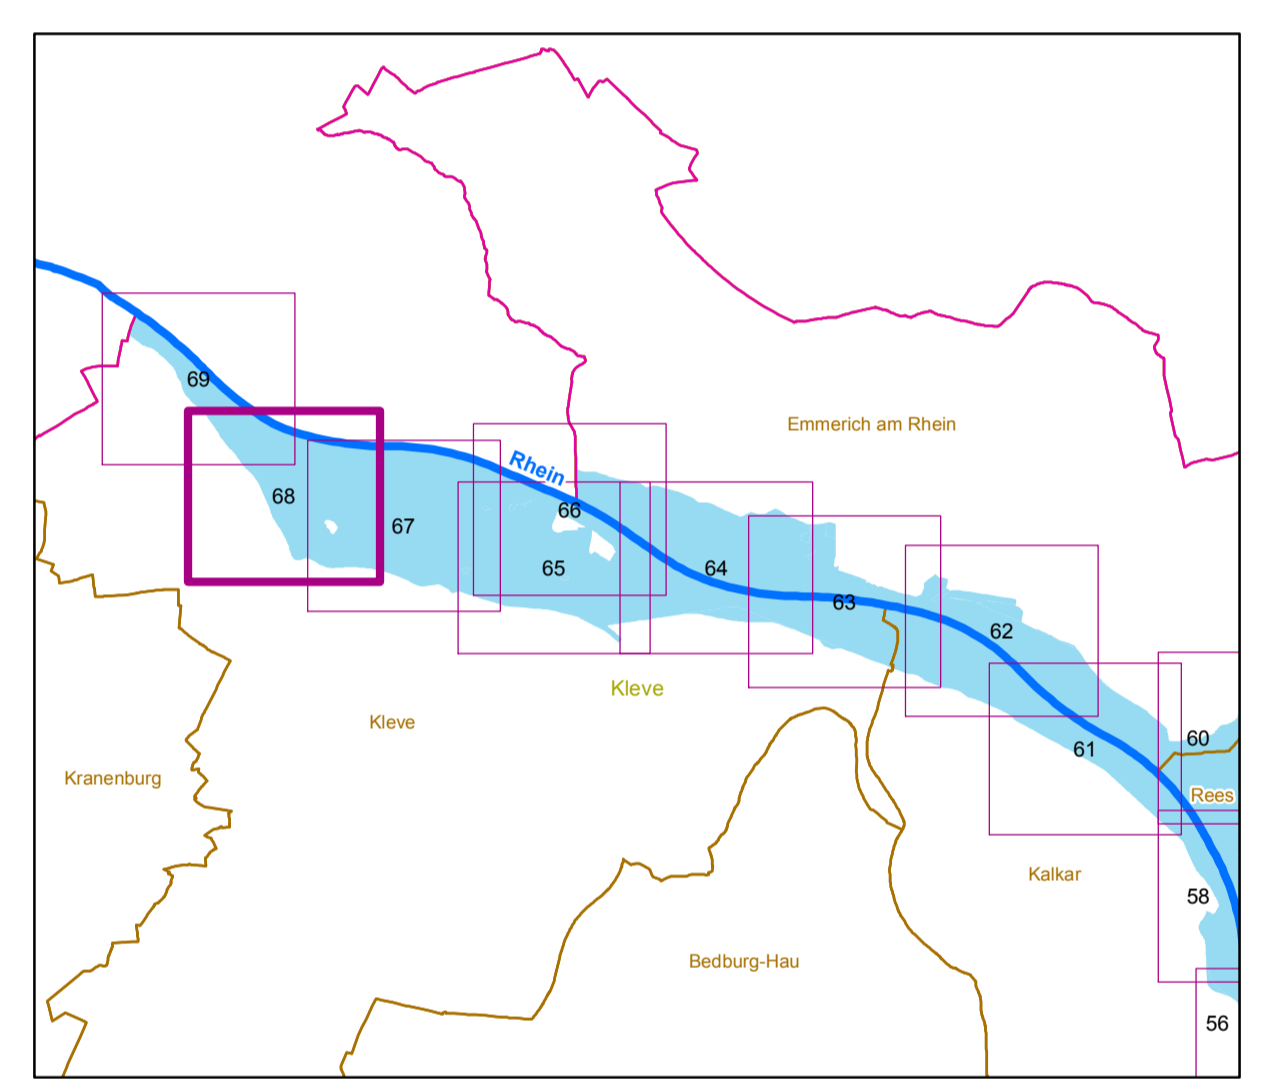 69
Emmerich am Rhein
Rhein
68
67
66
65
64
63
62
Kleve
Kleve
61
60
Kranenburg
Rees
Kalkar
58
Bedburg-Hau
56